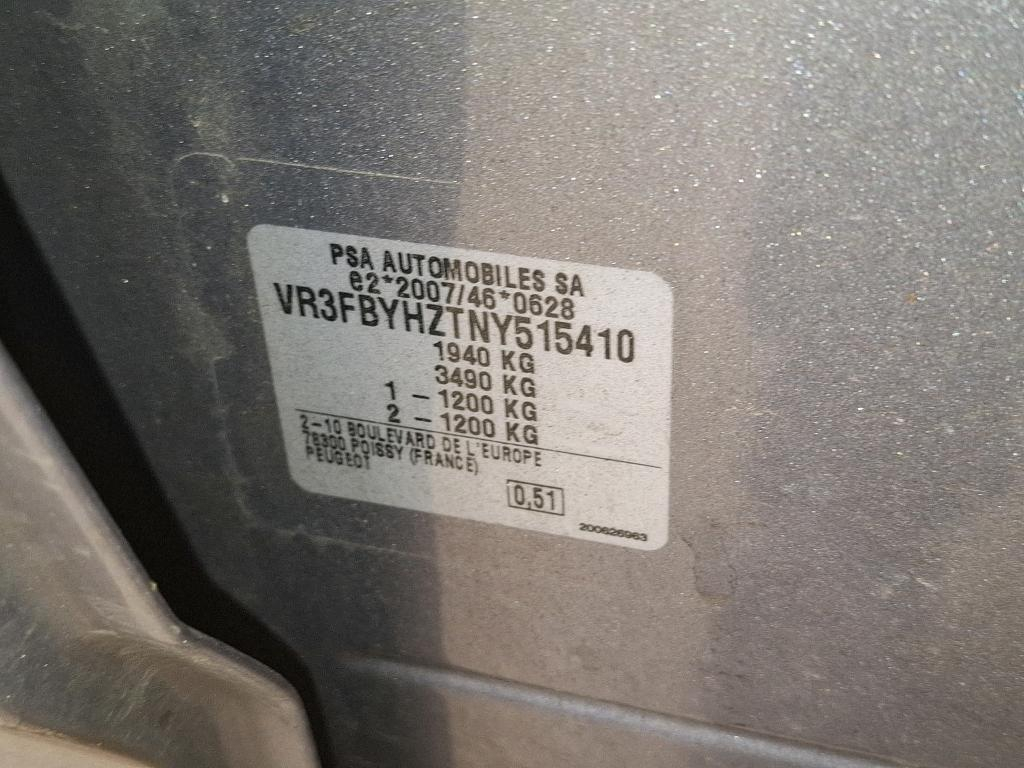 PSA AUTOMOBILES SA
e2*2007/46*0628
VR3FBYHZTNY515410
1940 KG
3490 KG
1 – 1200 KG
2 – 1200 KG
2–10 BOULEVARD DE L'EUROPE
78300 POISSY (FRANCE)
PEUGEOT
0,51
200626963